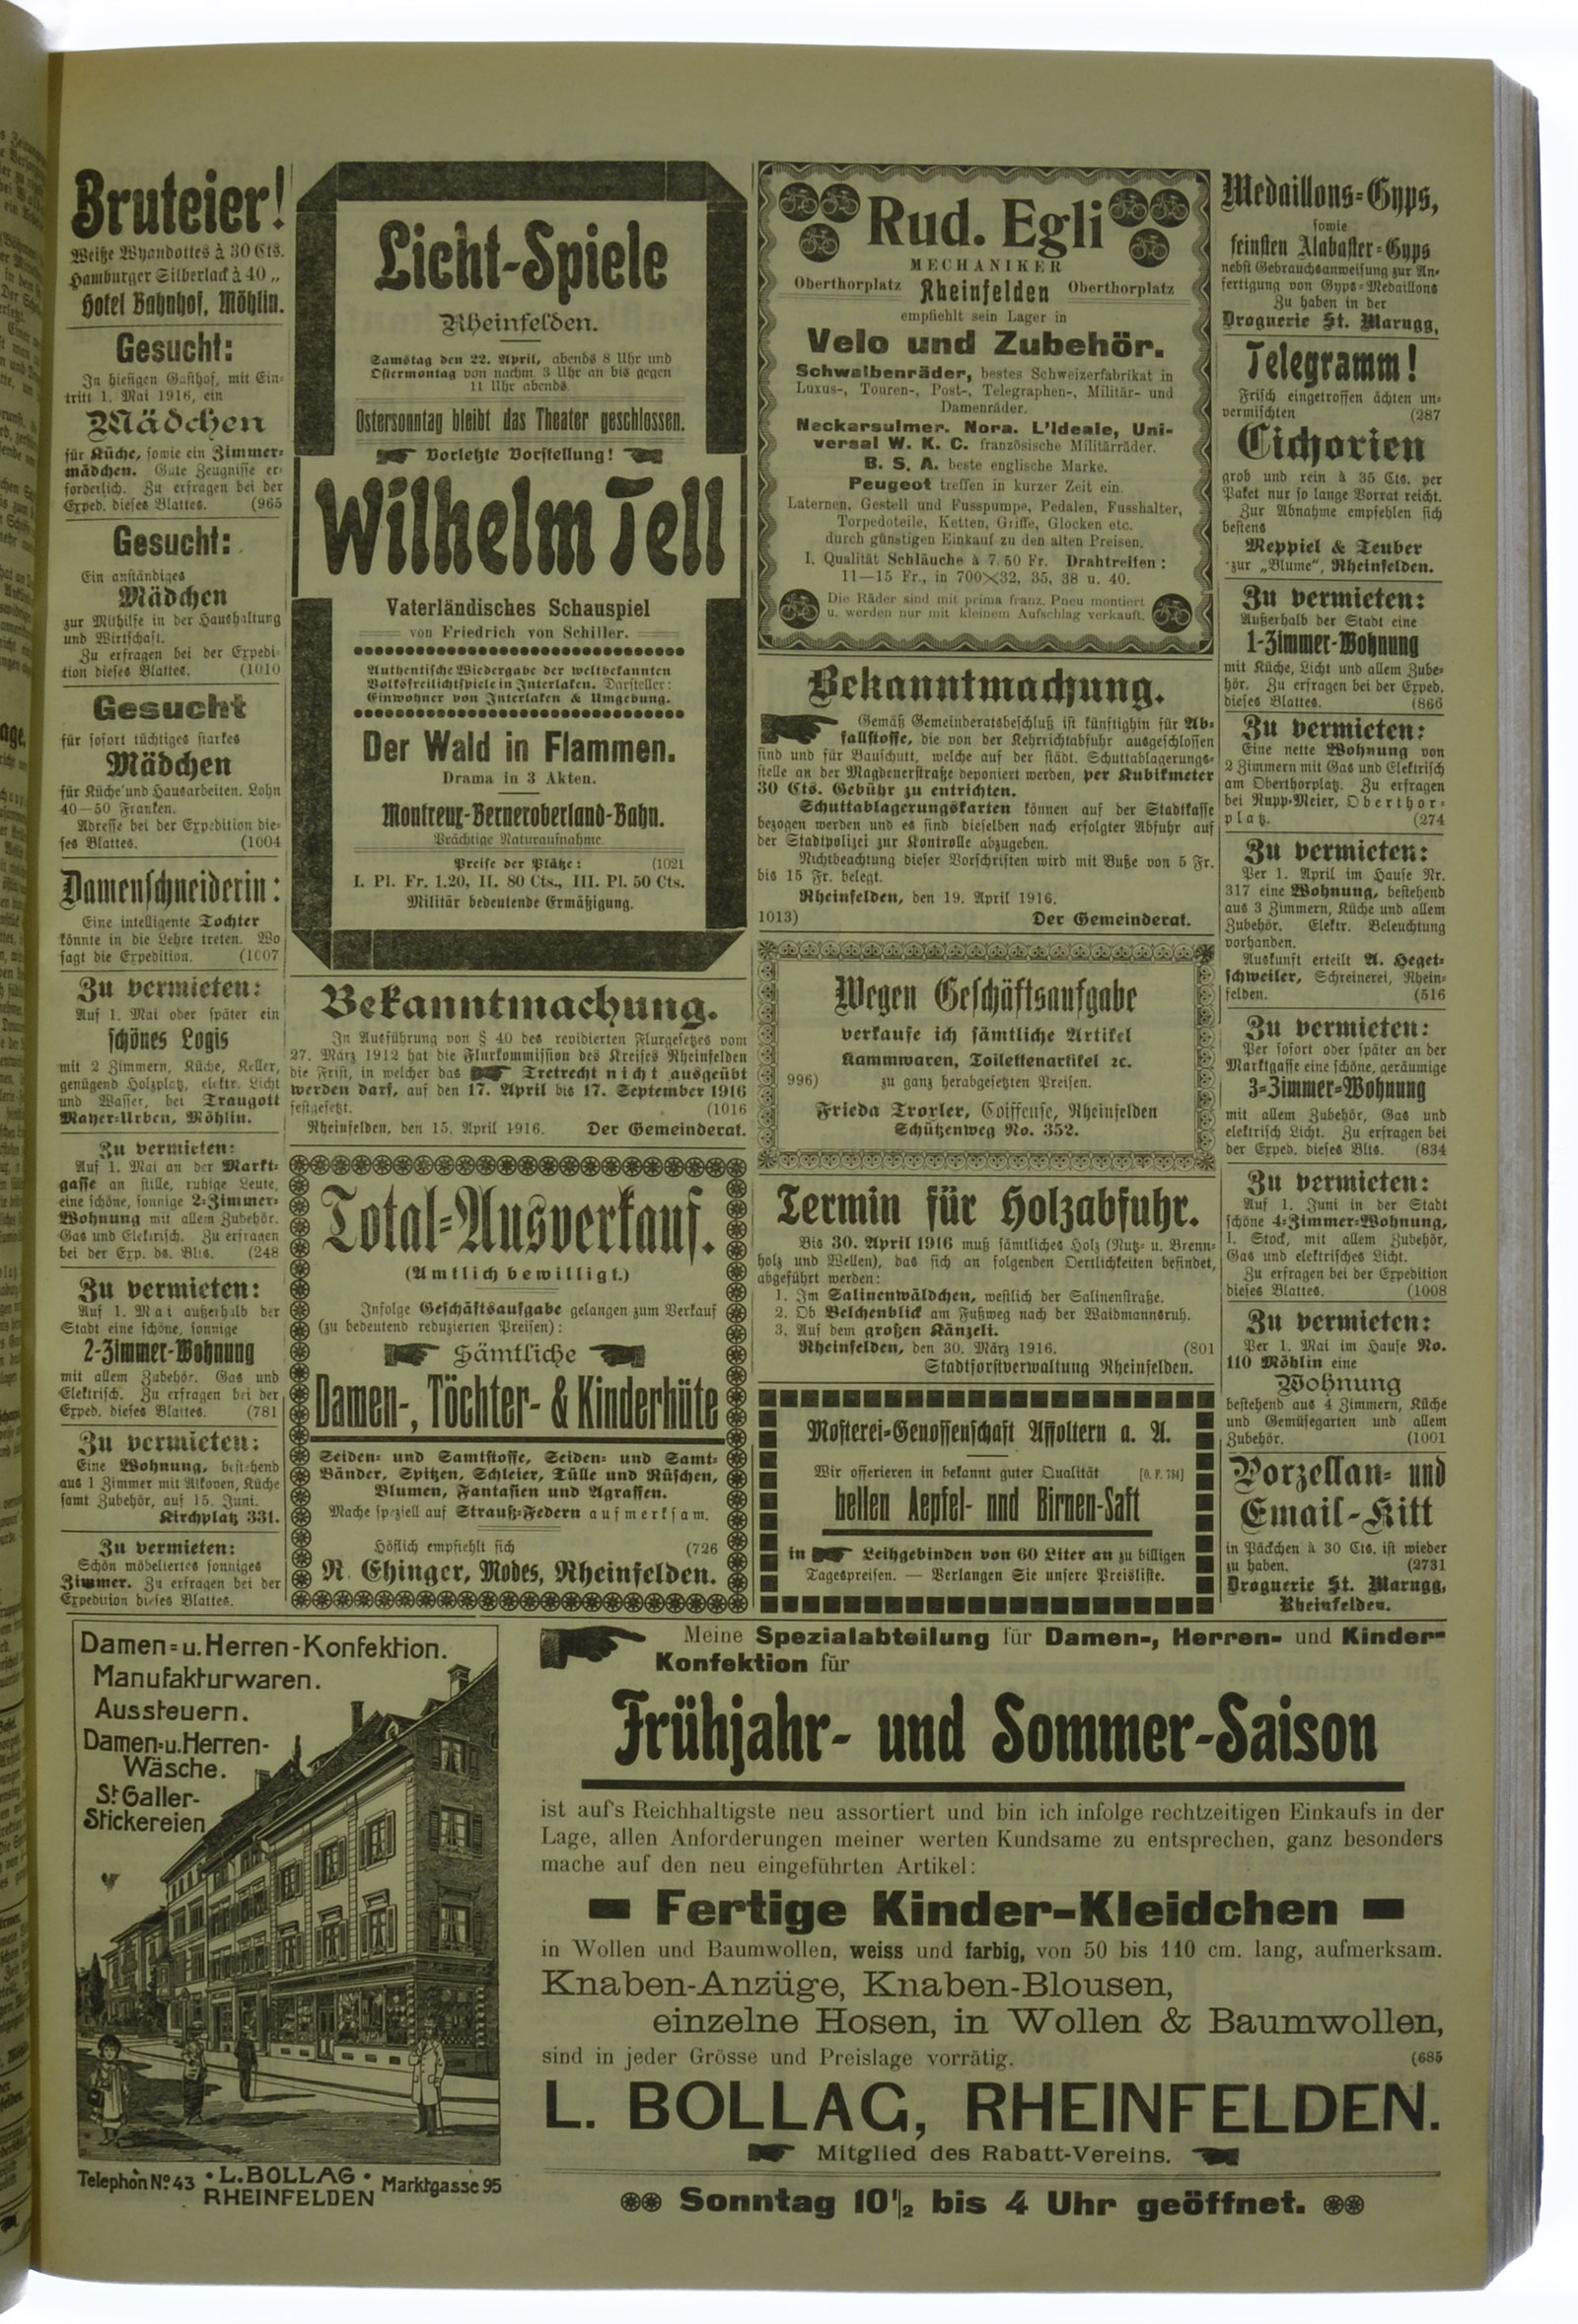 Bruteier!
Weiße Wyandottes à 30 Cts.
Hamburger Silberlack à 40 „
Hotel Bahnhof, Möhlin.
Gesucht:
In hiesigen Gasthof, mit Ein-
tritt 1. Mai 1916, ein
Mädchen
für Küche, sowie ein Zimmer-
mädchen. Gute Zeugnisse er-
forderlich. Zu erfragen bei der
Exped. dieses Blattes. (965
Gesucht:
Ein anständiges
Mädchen
zur Mithilfe in der Haushaltung
und Wirtschaft.
Zu erfragen bei der Expedi-
tion dieses Blattes. (1010
Gesucht
für sofort tüchtiges starkes
Mädchen
für Küche und Hausarbeiten. Lohn
40—50 Franken.
Adresse bei der Expedition die-
ses Blattes. (1004
Damenschneiderin:
Eine intelligente Tochter
könnte in die Lehre treten. Wo
sagt die Expedition. (1007
Zu vermieten:
Auf 1. Mai oder später ein
schönes Logis
mit 2 Zimmern, Küche, Keller,
genügend Holzplatz, elektr. Licht
und Wasser, bei Traugott
Mayer-Urben, Möhlin.
Zu vermieten:
Auf 1. Mai an der Markt-
gasse an stille, ruhige Leute,
eine schöne, sonnige 2-Zimmer-
Wohnung mit allem Zubehör.
Gas und Elektrisch. Zu erfragen
bei der Exp. ds. Blts. (248
Zu vermieten:
Auf 1. Mai außerhalb der
Stadt eine schöne, sonnige
2-Zimmer-Wohnung
mit allem Zubehör. Gas und
Elektrisch. Zu erfragen bei der
Exped. dieses Blattes. (781
Zu vermieten:
Eine Wohnung, bestehend
aus 1 Zimmer mit Alkoven, Küche
samt Zubehör, auf 15. Juni.
Kirchplatz 331.
Zu vermieten:
Schön möbeliertes sonniges
Zimmer. Zu erfragen bei der
Expedition dieses Blattes.
Licht-Spiele
Rheinfelden.
Samstag den 22. April, abends 8 Uhr und
Ostermontag von nachm. 3 Uhr an bis gegen
11 Uhr abends.
Ostersonntag bleibt das Theater geschlossen.
Vorletzte Vorstellung!
Wilhelm Tell
Vaterländisches Schauspiel
von Friedrich von Schiller.
Authentische Wiedergabe der weltbekannten
Volksfreilichtspiele in Interlaken. Darsteller:
Einwohner von Interlaken & Umgebung.
Der Wald in Flammen.
Drama in 3 Akten.
Montreux-Berneroberland-Bahn.
Prächtige Naturaufnahme.
Preise der Plätze: (1021
I. Pl. Fr. 1.20, II. 80 Cts., III. Pl. 50 Cts.
Militär bedeutende Ermäßigung.
Bekanntmachung.
In Ausführung von § 40 des revidierten Flurgesetzes vom
27. März 1912 hat die Flurkommission des Kreises Rheinfelden
die Frist, in welcher das Tretrecht nicht ausgeübt
werden darf, auf den 17. April bis 17. September 1916
festgesetzt. (1016
Rheinfelden, den 15. April 1916. Der Gemeinderat.
Total-Ausverkauf.
(Amtlich bewilligt.)
Infolge Geschäftsaufgabe gelangen zum Verkauf
(zu bedeutend reduzierten Preisen):
Sämtliche
Damen-, Töchter- & Kinderhüte
Seiden- und Samtstoffe, Seiden- und Samt-
Bänder, Spitzen, Schleier, Tülle und Rüschen,
Blumen, Fantasien und Agraffen.
Mache speziell auf Strauß-Federn aufmerksam.
Höflich empfiehlt sich (726
N. Ehinger, Modes, Rheinfelden.
Rud. Egli
MECHANIKER
Oberthorplatz Rheinfelden Oberthorplatz
empfiehlt sein Lager in
Velo und Zubehör.
Schwalbenräder, bestes Schweizerfabrikat in
Luxus-, Touren-, Post-, Telegraphen-, Militär- und
Damenräder.
Neckarsulmer. Nora. L'Ideale, Uni-
versal W. K. C. französische Militärräder.
B. S. A. beste englische Marke.
Peugeot treffen in kurzer Zeit ein.
Laternen, Gestell und Fusspumpe, Pedalen, Fusshalter,
Torpedoteile, Ketten, Griffe, Glocken etc.
durch günstigen Einkauf zu den alten Preisen.
I. Qualität Schläuche à 7.50 Fr. Drahtreifen:
11—15 Fr., in 700×32, 35, 38 u. 40.
Die Räder sind mit prima franz. Pneu montiert
u. werden nur mit kleinem Aufschlag verkauft.
Bekanntmachung.
Gemäß Gemeinderatsbeschluß ist künftighin für Ab-
fallstoffe, die von der Kehrrichtabfuhr ausgeschlossen
sind und für Bauschutt, welche auf der städt. Schuttablagerungs-
stelle an der Magdenerstraße deponiert werden, per Kubikmeter
30 Cts. Gebühr zu entrichten.
Schuttablagerungskarten können auf der Stadtkasse
bezogen werden und es sind dieselben nach erfolgter Abfuhr auf
der Stadtpolizei zur Kontrolle abzugeben.
Nichtbeachtung dieser Vorschriften wird mit Buße von 5 Fr.
bis 15 Fr. belegt.
Rheinfelden, den 19. April 1916.
1013) Der Gemeinderat.
Wegen Geschäftsaufgabe
verkaufe ich sämtliche Artikel
Kammwaren, Toilettenartikel ꝛc.
996) zu ganz herabgesetzten Preisen.
Frieda Troxler, Coiffeuse, Rheinfelden
Schützenweg No. 352.
Termin für Holzabfuhr.
Bis 30. April 1916 muß sämtliches Holz (Nutz- u. Brenn-
holz und Wellen), das sich an folgenden Oertlichkeiten befindet,
abgeführt werden:
1. Im Salinenwäldchen, westlich der Salinenstraße.
2. Ob Belchenblick am Fußweg nach der Waidmannsruh.
3. Auf dem großen Känzeli.
Rheinfelden, den 30. März 1916. (801
Stadtforstverwaltung Rheinfelden.
Mosterei-Genossenschaft Affoltern a. A.
Wir offerieren in bekannt guter Qualität [O. F. 784]
hellen Aepfel- nnd Birnen-Saft
in Leihgebinden von 60 Liter an zu billigen
Tagespreisen. — Verlangen Sie unsere Preisliste.
Medaillons-Gyps,
sowie
feinsten Alabaster-Gyps
nebst Gebrauchsanweisung zur An-
fertigung von Gyps-Medaillons
Zu haben in der
Droguerie St. Marugg,
Telegramm!
Frisch eingetroffen ächten un-
vermischten (287
Cichorien
grob und rein à 35 Cts. per
Paket nur so lange Vorrat reicht.
Zur Abnahme empfehlen sich
bestens
Meppiel & Teuber
zur „Blume“, Rheinfelden.
Zu vermieten:
Außerhalb der Stadt eine
1-Zimmer-Wohnung
mit Küche, Licht und allem Zube-
hör. Zu erfragen bei der Exped.
dieses Blattes. (866
Zu vermieten:
Eine nette Wohnung von
2 Zimmern mit Gas und Elektrisch
am Oberthorplatz. Zu erfragen
bei Rupp-Meier, Oberthor-
platz. (274
Zu vermieten:
Per 1. April im Hause Nr.
317 eine Wohnung, bestehend
aus 3 Zimmern, Küche und allem
Zubehör. Elektr. Beleuchtung
vorhanden.
Auskunft erteilt A. Heget-
schweiler, Schreinerei, Rhein-
felden. (516
Zu vermieten:
Per sofort oder später an der
Marktgasse eine schöne, geräumige
3-Zimmer-Wohnung
mit allem Zubehör, Gas und
elektrisch Licht. Zu erfragen bei
der Exped. dieses Blts. (834
Zu vermieten:
Auf 1. Juni in der Stadt
schöne 4-Zimmer-Wohnung,
I. Stock, mit allem Zubehör,
Gas und elektrisches Licht.
Zu erfragen bei der Expedition
dieses Blattes. (1008
Zu vermieten:
Per 1. Mai im Hause No.
110 Möhlin eine
Wohnung
bestehend aus 4 Zimmern, Küche
und Gemüsegarten und allem
Zubehör. (1001
Porzellan- und
Email-Kitt
in Päckchen à 30 Cts. ist wieder
zu haben. (2731
Droguerie St. Marugg,
Rheinfelden.
Damen- u. Herren-Konfektion.
Manufakturwaren.
Aussteuern.
Damen- u. Herren-
Wäsche.
St. Galler-
Stickereien
Telephon No. 43 • L. BOLLAG • Marktgasse 95
RHEINFELDEN
Meine Spezialabteilung für Damen-, Herren- und Kinder-
Konfektion für
Frühjahr- und Sommer-Saison
ist auf's Reichhaltigste neu assortiert und bin ich infolge rechtzeitigen Einkaufs in der
Lage, allen Anforderungen meiner werten Kundsame zu entsprechen, ganz besonders
mache auf den neu eingeführten Artikel:
Fertige Kinder-Kleidchen
in Wollen und Baumwollen, weiss und farbig, von 50 bis 110 cm. lang, aufmerksam.
Knaben-Anzüge, Knaben-Blousen,
einzelne Hosen, in Wollen & Baumwollen,
sind in jeder Grösse und Preislage vorrätig. (685
L. BOLLAG, RHEINFELDEN.
Mitglied des Rabatt-Vereins.
Sonntag 10 1/2 bis 4 Uhr geöffnet.